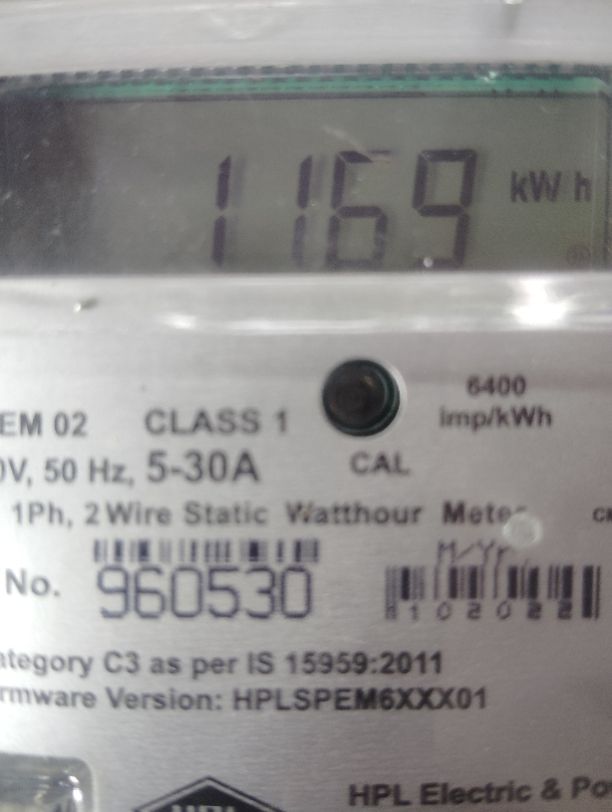 1169 kWh
6400
EM 02 CLASS 1 imp/kWh
0V, 50 Hz, 5-30A CAL
1Ph, 2 Wire Static Watthour Meter
M/Yr.
No. 960530
102022
ategory C3 as per IS 15959:2011
rmware Version: HPLSPEM6XXX01
HPL Electric & Po